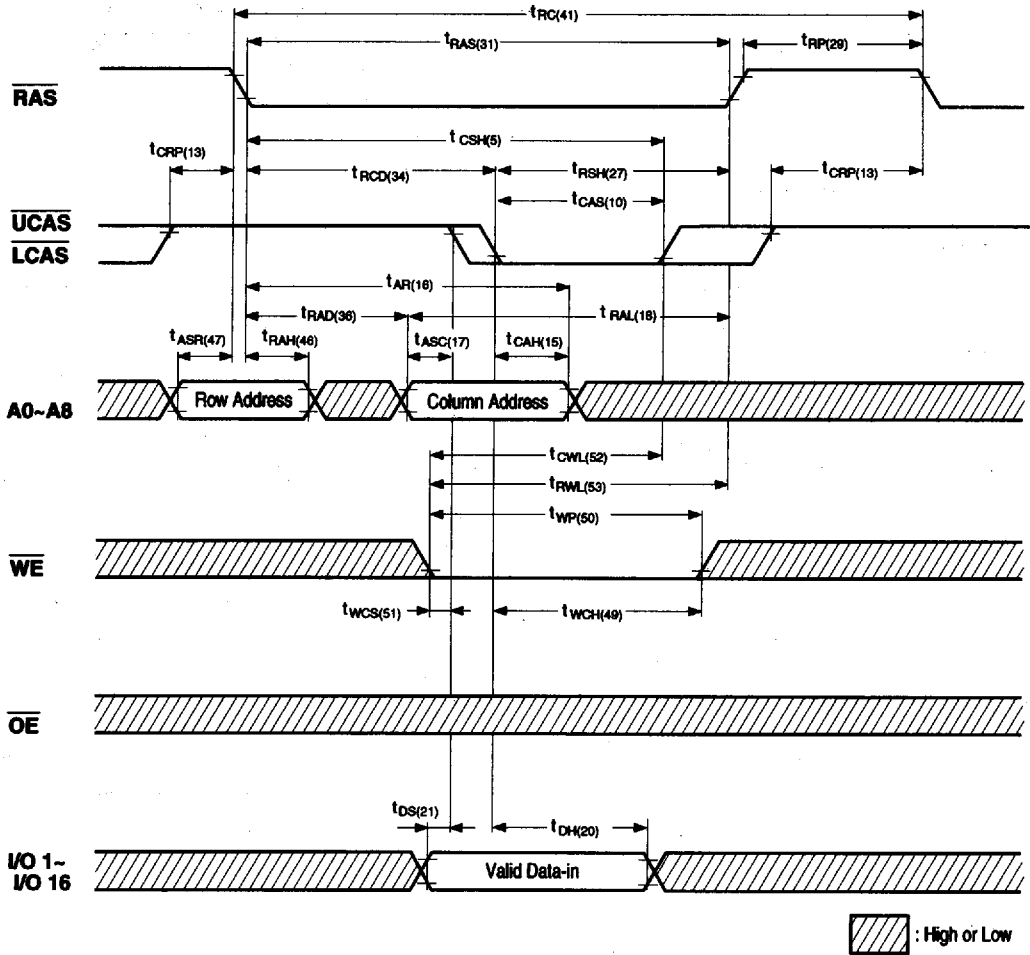 tRC(41)
tRAS(31)
tRP(29)
RAS
tCSH(5)
tCRP(13)
tRCD(34)
tRSH(27)
tCRP(13)
tCAS(10)
UCAS
LCAS
tAR(16)
tRAD(36)
tRAL(18)
tASR(47)
tRAH(46)
tASC(17)
tCAH(15)
A0~A8
Row Address
Column Address
tCWL(52)
tRWL(53)
tWP(50)
WE
tWCS(51)
tWCH(49)
OE
tDS(21)
tDH(20)
I/O 1~
I/O 16
Valid Data-in
: High or Low